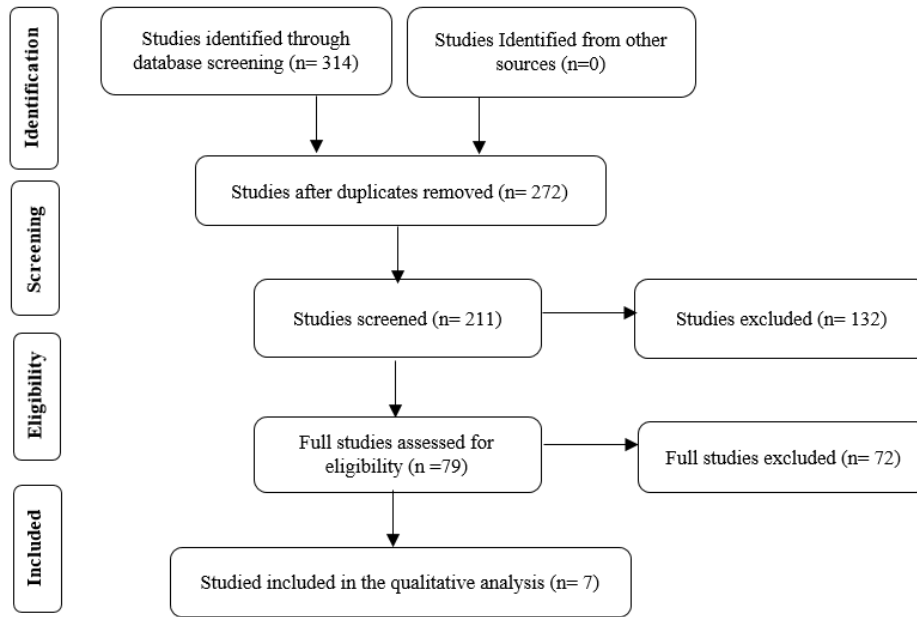 Identification
Studies identified through
database screening (n= 314)
Studies Identified from other
sources (n=0)
Studies after duplicates removed (n= 272)
Screening
Studies screened (n= 211)
Studies excluded (n= 132)
Eligibility
Full studies assessed for
eligibility (n =79)
Full studies excluded (n= 72)
Included
Studied included in the qualitative analysis (n= 7)